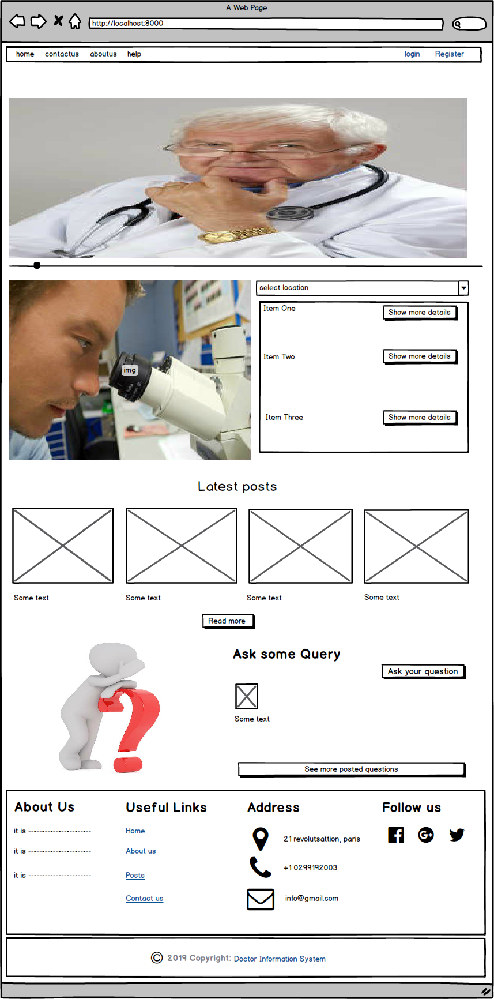 A Web Page
http://localhost:8000
home contactus aboutus help login Register
img
select location
Item One Show more details
Item Two Show more details
Item Three Show more details
Latest posts
Some text Some text Some text Some text
Read more
Ask some Query
Ask your question
Some text
See more posted questions
About Us
it is -----------------------
it is -----------------------
it is -----------------------
Useful Links
Home
About us
Posts
Contact us
Address
21 revolutsattion, paris
+1 0299192003
info@gmail.com
Follow us
© 2019 Copyright: Doctor Information System